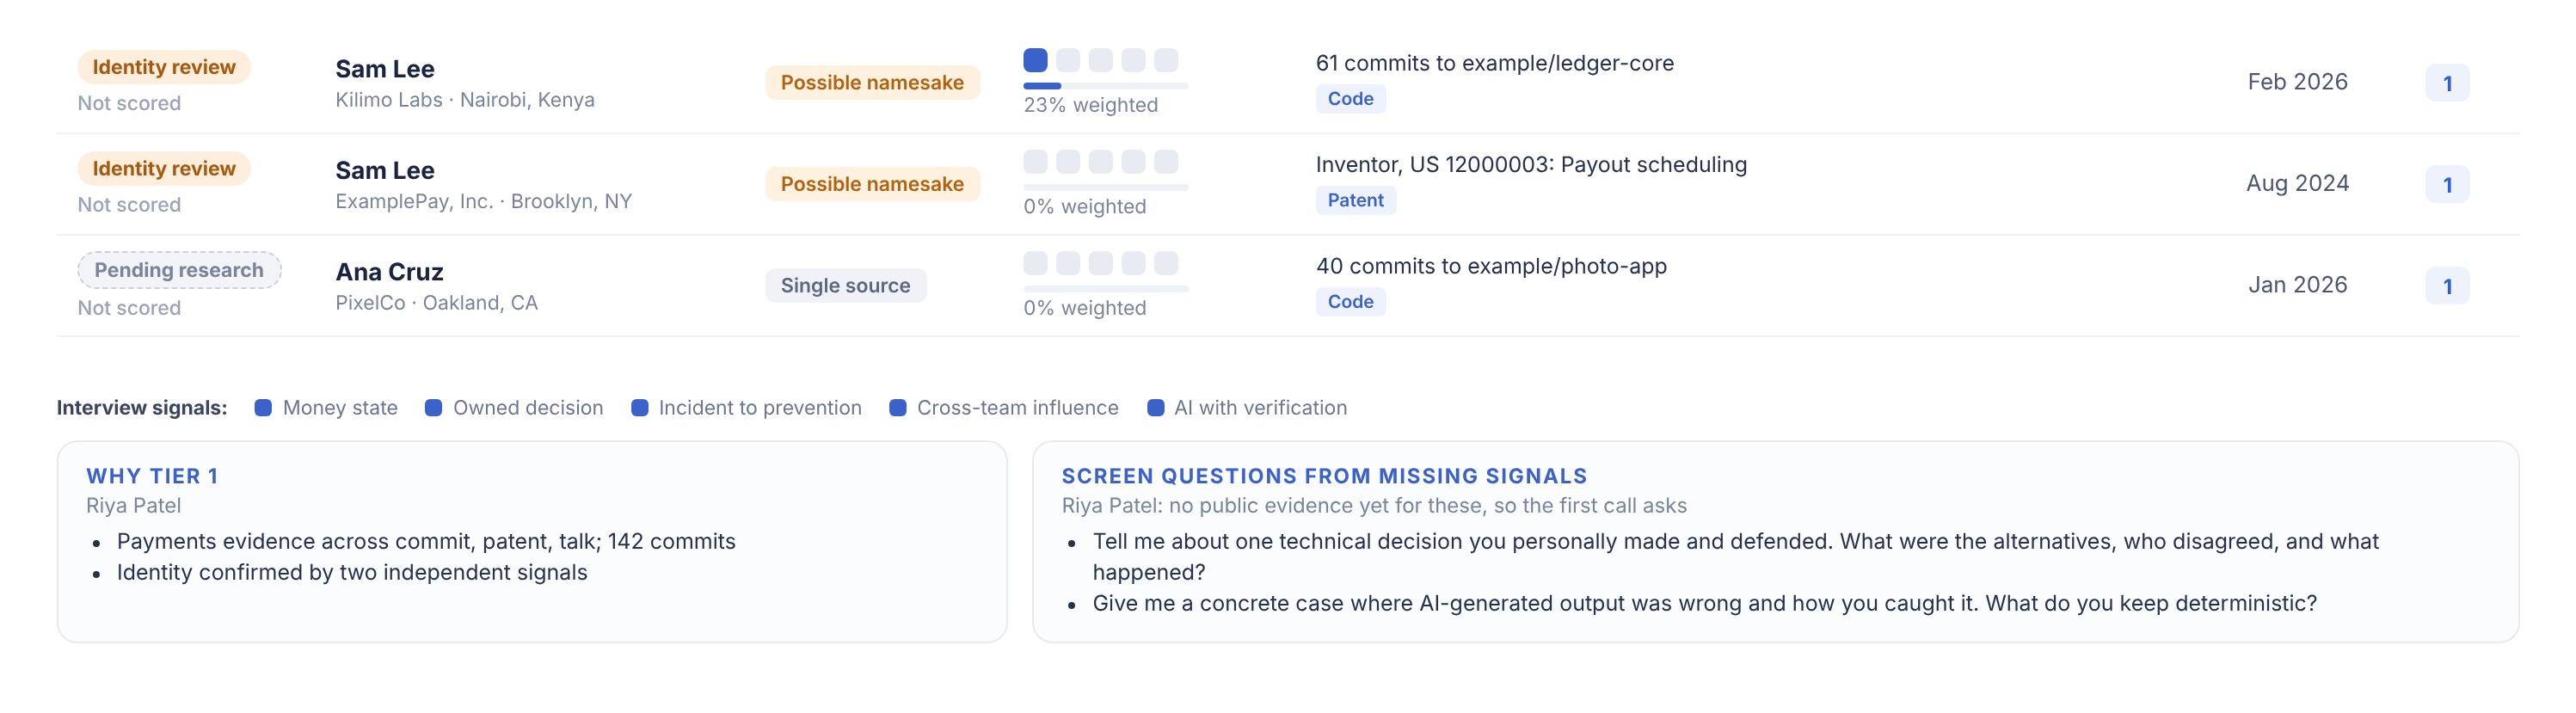 Identity review
Not scored
Sam Lee
Kilimo Labs · Nairobi, Kenya
Possible namesake
23% weighted
61 commits to example/ledger-core
Code
Feb 2026
1
Identity review
Not scored
Sam Lee
ExamplePay, Inc. · Brooklyn, NY
Possible namesake
0% weighted
Inventor, US 12000003: Payout scheduling
Patent
Aug 2024
1
Pending research
Not scored
Ana Cruz
PixelCo · Oakland, CA
Single source
0% weighted
40 commits to example/photo-app
Code
Jan 2026
1
Interview signals: Money state Owned decision Incident to prevention Cross-team influence AI with verification
WHY TIER 1
Riya Patel
• Payments evidence across commit, patent, talk; 142 commits
• Identity confirmed by two independent signals
SCREEN QUESTIONS FROM MISSING SIGNALS
Riya Patel: no public evidence yet for these, so the first call asks
• Tell me about one technical decision you personally made and defended. What were the alternatives, who disagreed, and what
happened?
• Give me a concrete case where AI-generated output was wrong and how you caught it. What do you keep deterministic?